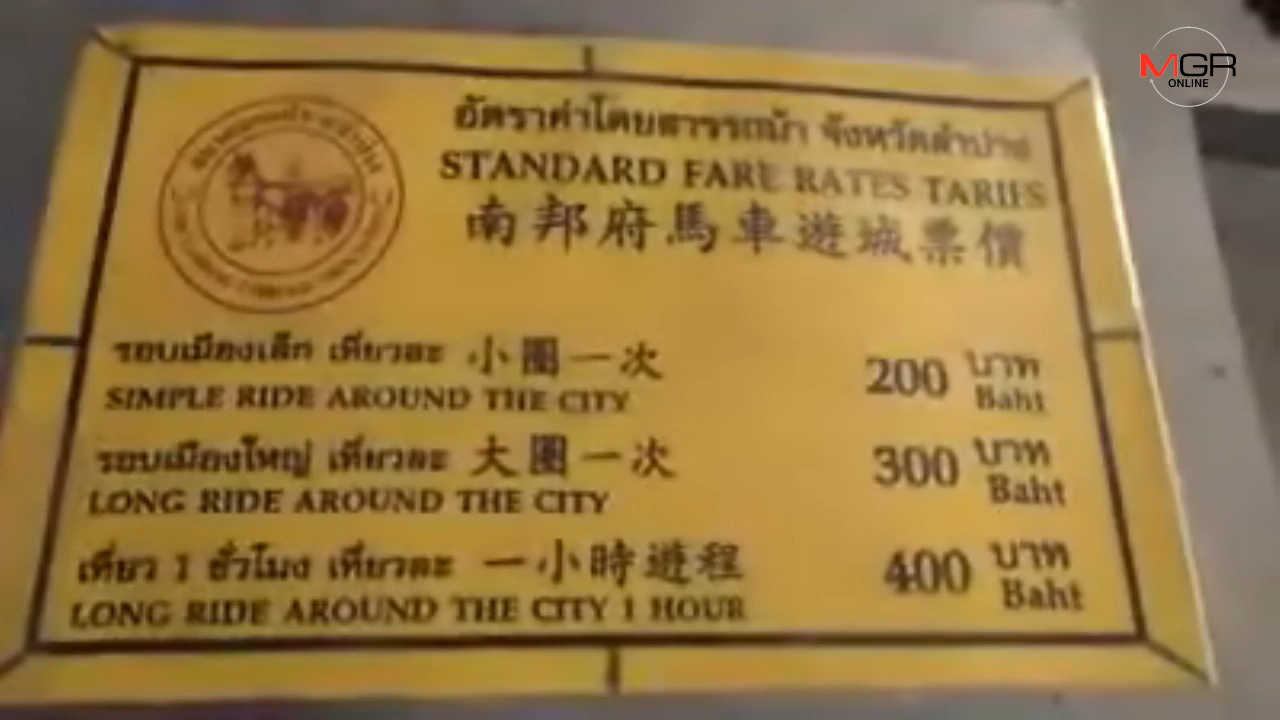 อัตราค่าโดยสารรถม้า จังหวัดลำปาง
STANDARD FARE RATES TARIES
南邦府馬車遊城票價
รอบเมืองเล็ก เที่ยวละ 小圈一次 200 บาท
SIMPLE RIDE AROUND THE CITY Baht
รอบเมืองใหญ่ เที่ยวละ 大圈一次 300 บาท
LONG RIDE AROUND THE CITY Baht
เที่ยว 1 ชั่วโมง เที่ยวละ 一小時遊程 400 บาท
LONG RIDE AROUND THE CITY 1 HOUR Baht
MGR
ONLINE